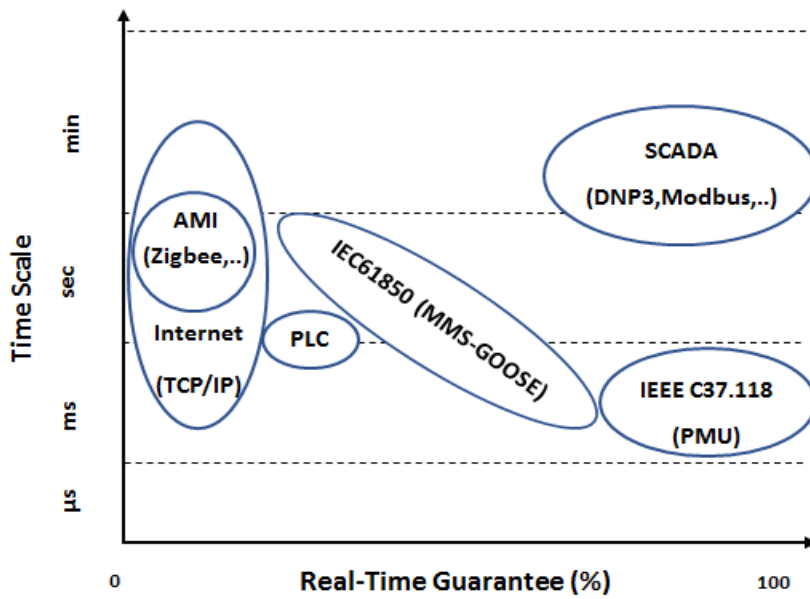 Time Scale
min
sec
ms
µs
SCADA
(DNP3,Modbus,..)
AMI
(Zigbee,..)
Internet
(TCP/IP)
PLC
IEC61850 (MMS-GOOSE)
IEEE C37.118
(PMU)
0
Real-Time Guarantee (%)
100